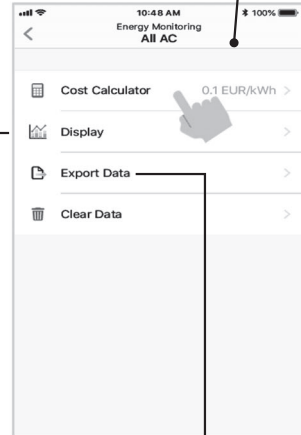 10:48 AM
100%
Energy Monitoring
All AC
Cost Calculator 0.1 EUR/kWh
Display
Export Data
Clear Data